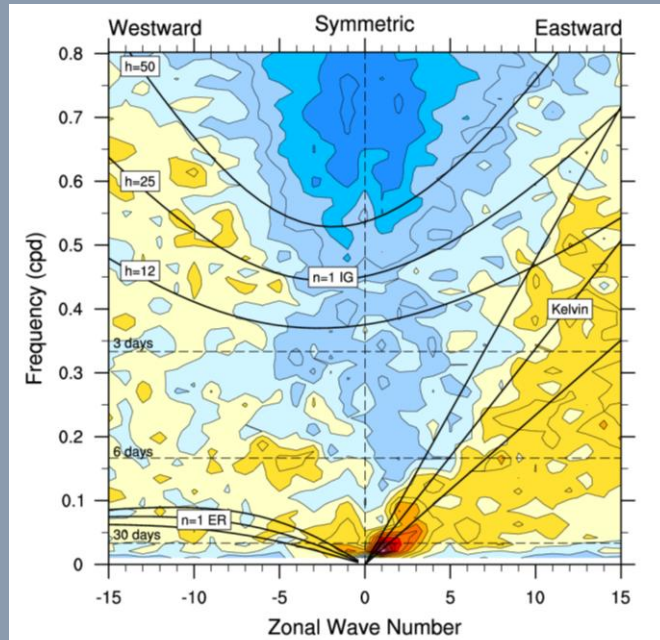 Westward Symmetric Eastward
0.8
h=50
0.7
0.6
h=25
0.5
h=12
n=1 IG
0.4
Kelvin
3 days
0.3
0.2
6 days
0.1
n=1 ER
30 days
0
-15 -10 -5 0 5 10 15
Zonal Wave Number
Frequency (cpd)